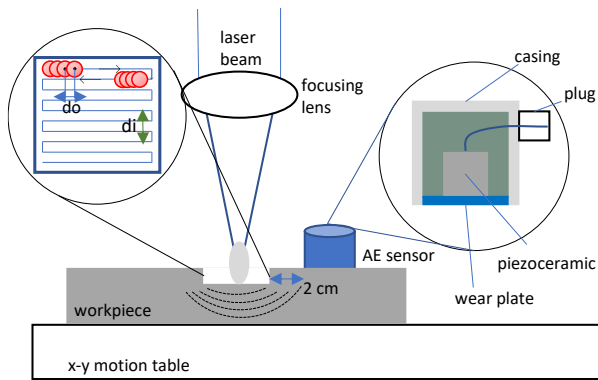 laser
beam
focusing
lens
casing
plug
do
di
AE sensor
piezoceramic
wear plate
2 cm
workpiece
x-y motion table